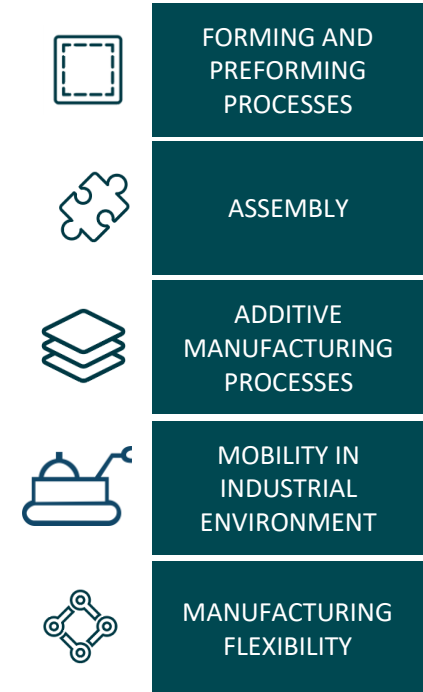 FORMING AND
PREFORMING
PROCESSES
ASSEMBLY
ADDITIVE
MANUFACTURING
PROCESSES
MOBILITY IN
INDUSTRIAL
ENVIRONMENT
MANUFACTURING
FLEXIBILITY